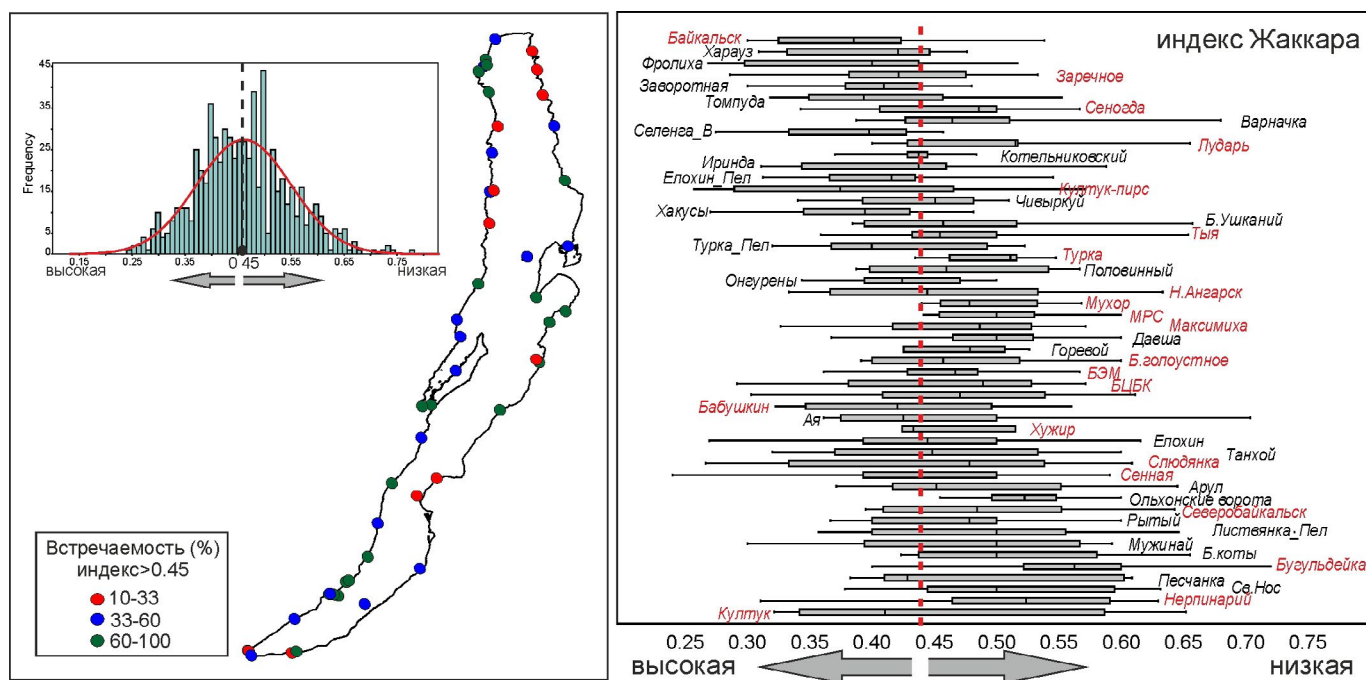 45
35
25
15
5.
Frequency
0.15
0.25
0.35
0.45
0.55
0.65
0.75
высокая
низкая
Встречаемость (%)
индекс>0.45
10-33
33-60
60-100
индекс Жаккара
Байкальск
Харауз
Фролиха
Заречное
Заворотная
Томпуда
Сеногда
Варначка
Селенга_В
Лударь
Котельниковский
Иринда
Елохин_Пел
Култук-пирс
Чивыркуй
Хакусы
Б.Ушканий
Тыя
Турка_Пел
Турка
Половинный
Онгурены
Н.Ангарск
Мухор
МРС
Максимиха
Давша
Горевой
Б.голоустное
БЭМ
БЦБК
Бабушкин
Ая
Хужир
Елохин
Танхой
Слюдянка
Сенная
Арул
Ольхонские ворота
Северобайкальск
Рытый
Листвянка_Пел
Мужинай
Б.коты
Бугульдейка
Песчанка
Св.Нос
Нерпинарий
Култук
0.25 0.30 0.35 0.40 0.45 0.50 0.55 0.60 0.65 0.70 0.75
высокая низкая